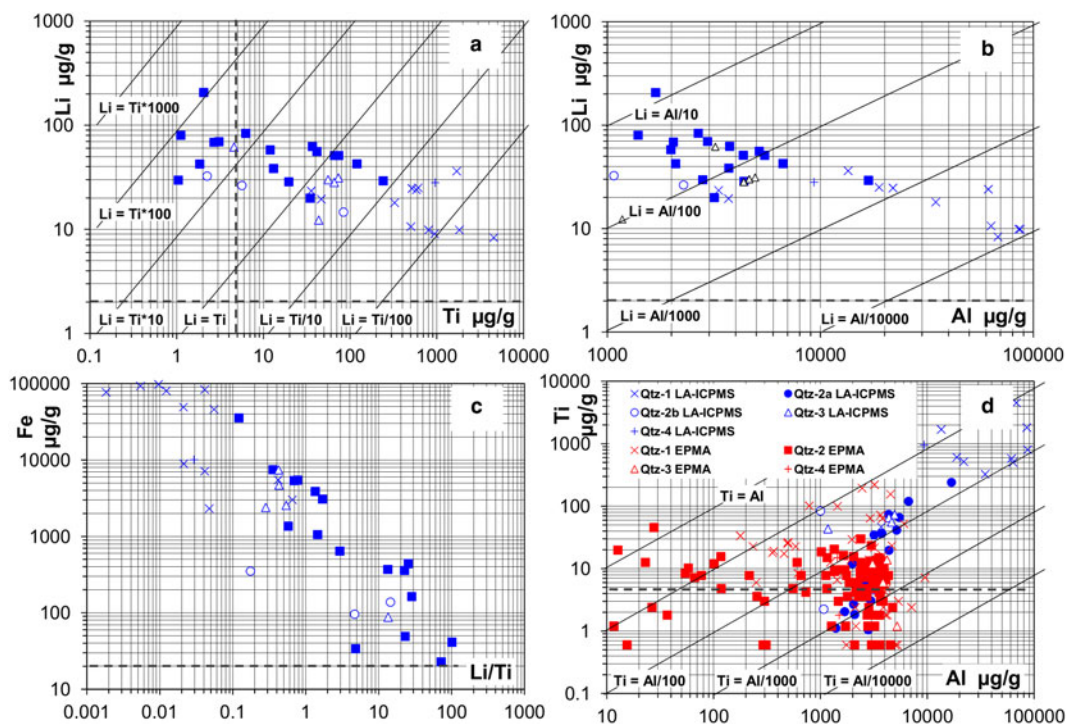 1000
100
10
1
Li µg/g
a
Li = Ti*1000
Li = Ti*100
Li = Ti*10
Li = Ti
Li = Ti/10
Li = Ti/100
Ti µg/g
0.1 1 10 100 1000 10000
1000
100
10
1
Li µg/g
b
Li = Al/10
Li = Al/100
Li = Al/1000
Li = Al/10000
Al µg/g
1000 10000 100000
100000
10000
1000
100
10
Fe µg/g
c
Li/Ti
0.001 0.01 0.1 1 10 100 1000
10000
1000
100
10
1
0.1
Ti µg/g
d
Qtz-1 LA-ICPMS Qtz-2a LA-ICPMS
Qtz-2b LA-ICPMS Qtz-3 LA-ICPMS
Qtz-4 LA-ICPMS
Qtz-1 EPMA Qtz-2 EPMA
Qtz-3 EPMA Qtz-4 EPMA
Ti = Al
Ti = Al/100
Ti = Al/1000
Ti = Al/10000
Al µg/g
10 100 1000 10000 100000